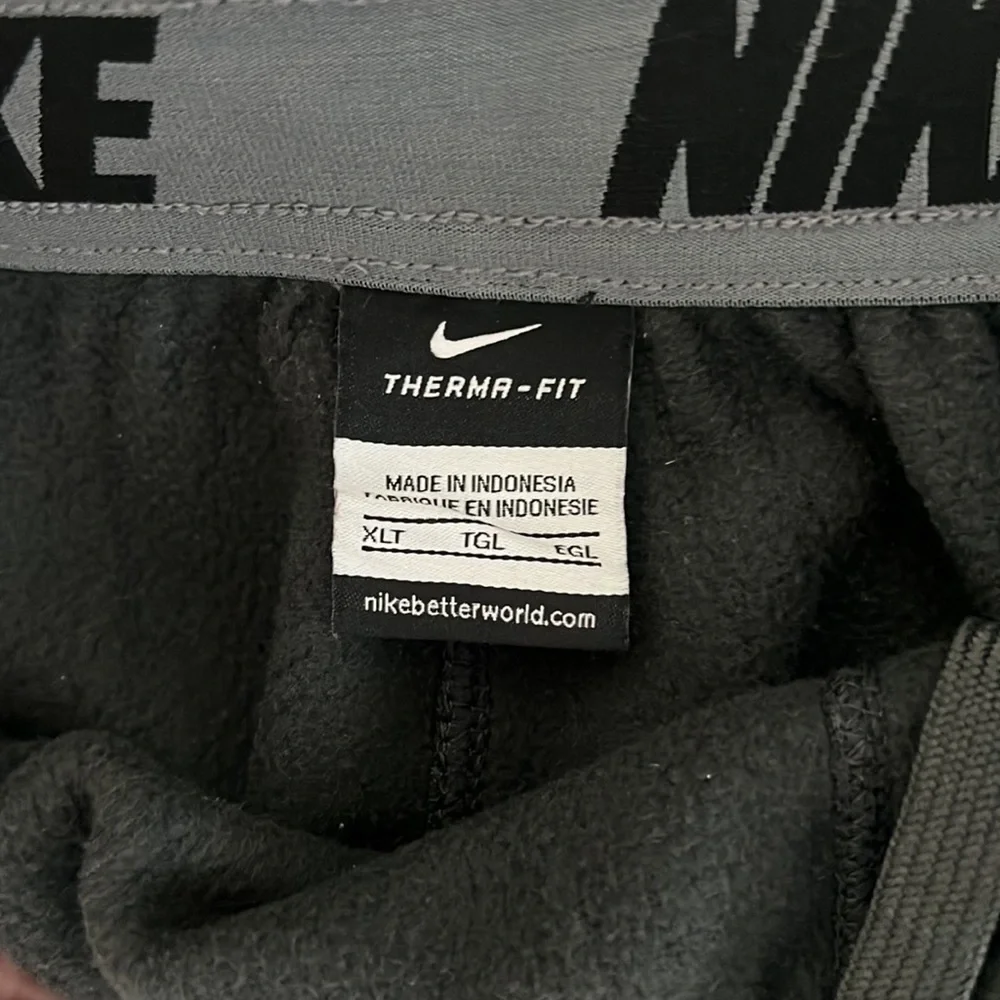 KE NIK
THERMA-FIT
MADE IN INDONESIA
FABRIQUE EN INDONESIE
XLT TGL EGL
nikebetterworld.com